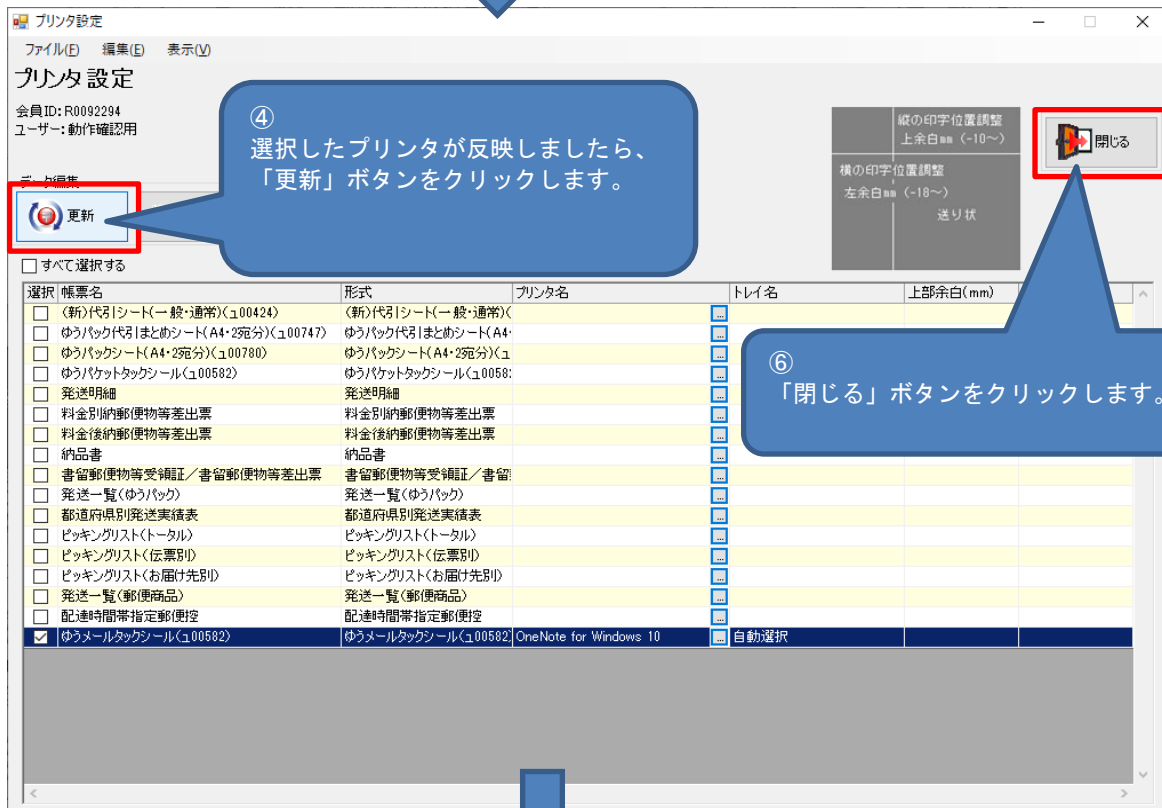 プリンタ設定
ファイル(F) 編集(E) 表示(V)
プリンタ設定
会員ID:R0092294
ユーザー:動作確認用
④
選択したプリンタが反映しましたら、
「更新」ボタンをクリックします。
縦の印字位置調整
上余白mm (-10～)
横の印字位置調整
左余白mm (-18～)
送り状
閉じる
データ編集
更新
すべて選択する
選択 帳票名 形式 プリンタ名 トレイ名 上部余白(mm)
(新)代引シート(一般・通常)(ュ00424) (新)代引シート(一般・通常)( ...
ゆうパック代引まとめシート(A4・2宛分)(ュ00747) ゆうパック代引まとめシート(A4・ ...
ゆうパックシート(A4・2宛分)(ュ00780) ゆうパックシート(A4・2宛分)(ュ ...
ゆうパケットタックシール(ュ00582) ゆうパケットタックシール(ュ0058 ...
発送明細 発送明細 ...
料金別納郵便物等差出票 料金別納郵便物等差出票 ...
料金後納郵便物等差出票 料金後納郵便物等差出票 ...
納品書 納品書 ...
書留郵便物等受領証／書留郵便物等差出票 書留郵便物等受領証／書留 ...
発送一覧(ゆうパック) 発送一覧(ゆうパック) ...
都道府県別発送実績表 都道府県別発送実績表 ...
ピッキングリスト(トータル) ピッキングリスト(トータル) ...
ピッキングリスト(伝票別) ピッキングリスト(伝票別) ...
ピッキングリスト(お届け先別) ピッキングリスト(お届け先別) ...
発送一覧(郵便商品) 発送一覧(郵便商品) ...
配達時間帯指定郵便控 配達時間帯指定郵便控 ...
ゆうメールタックシール(ュ00582) ゆうメールタックシール(ュ00582) OneNote for Windows 10 ... 自動選択
⑥
「閉じる」ボタンをクリックします。